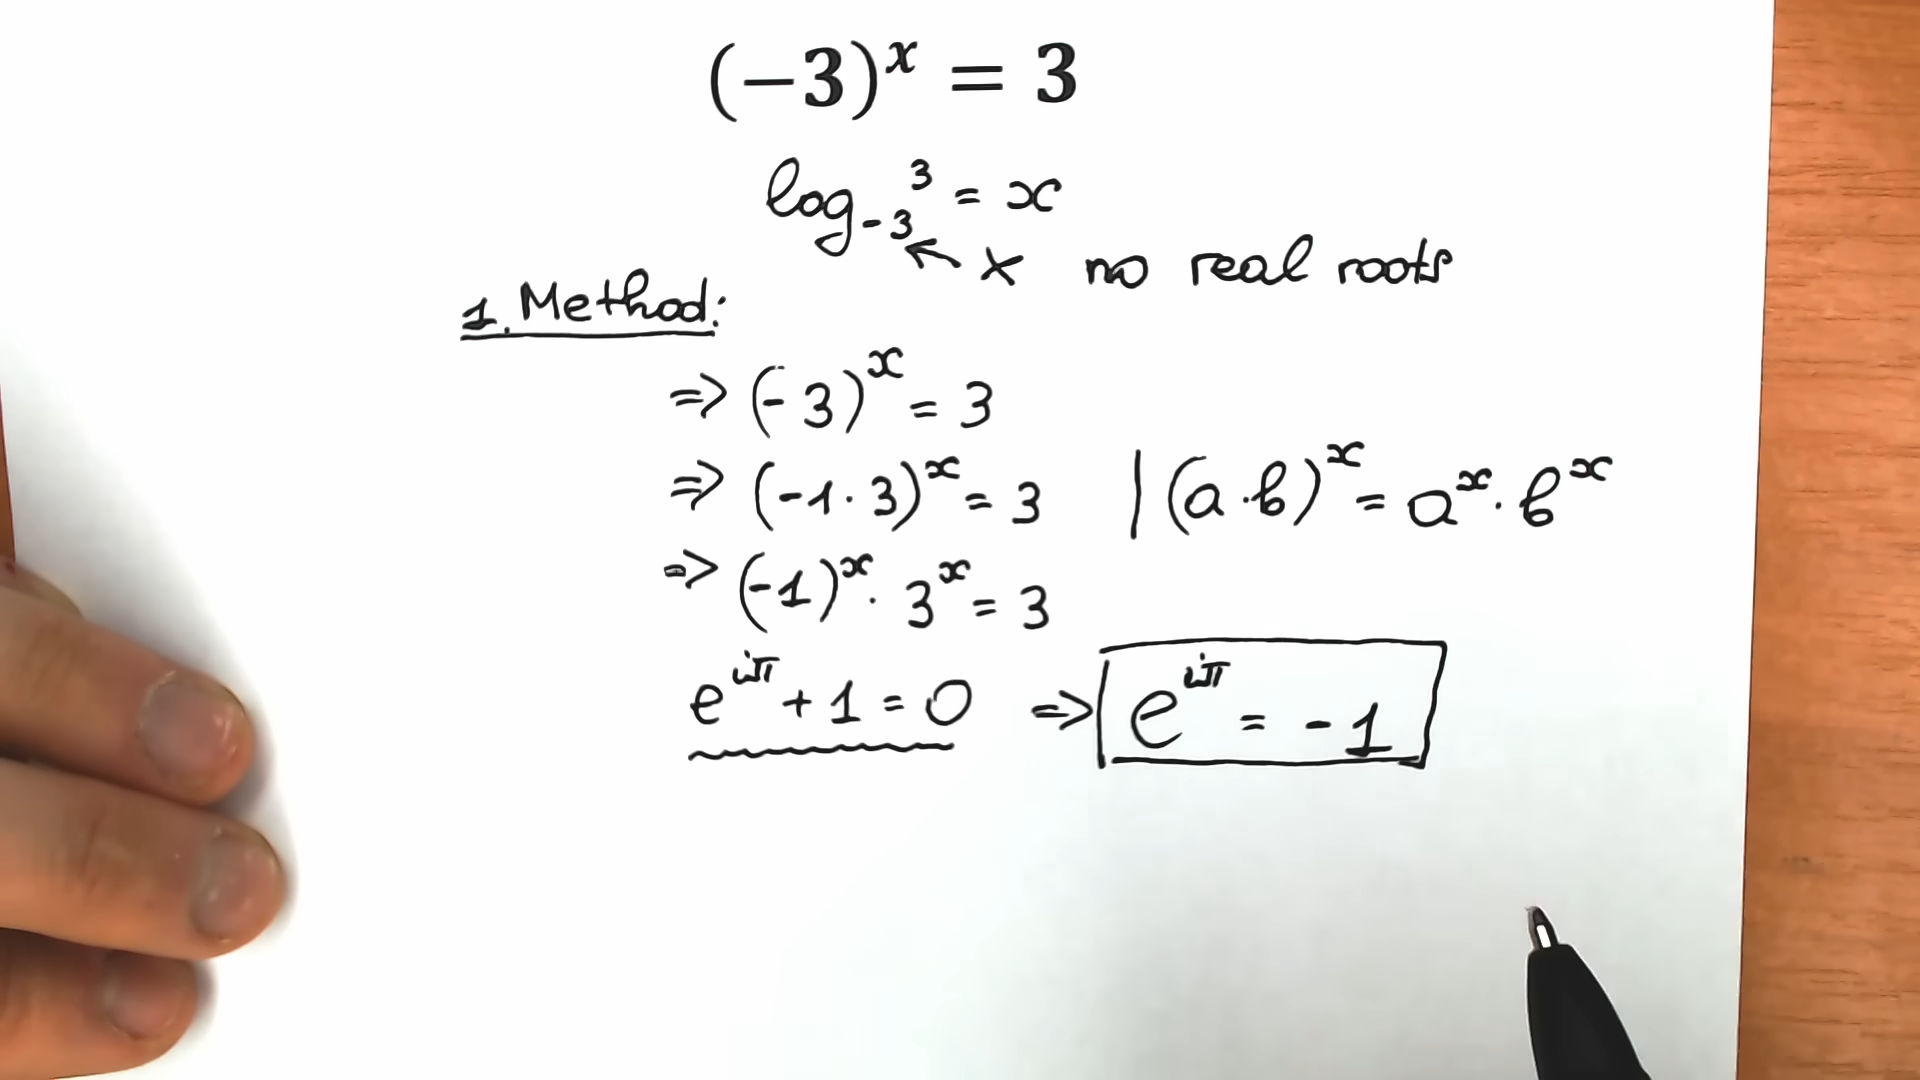 (-3)^x = 3
log_{-3} 3 = x
x no real roots
1. Method:
=> (-3)^x = 3
=> (-1·3)^x = 3 | (a·b)^x = a^x · b^x
=> (-1)^x · 3^x = 3
e^{iπ} + 1 = 0 => e^{iπ} = -1